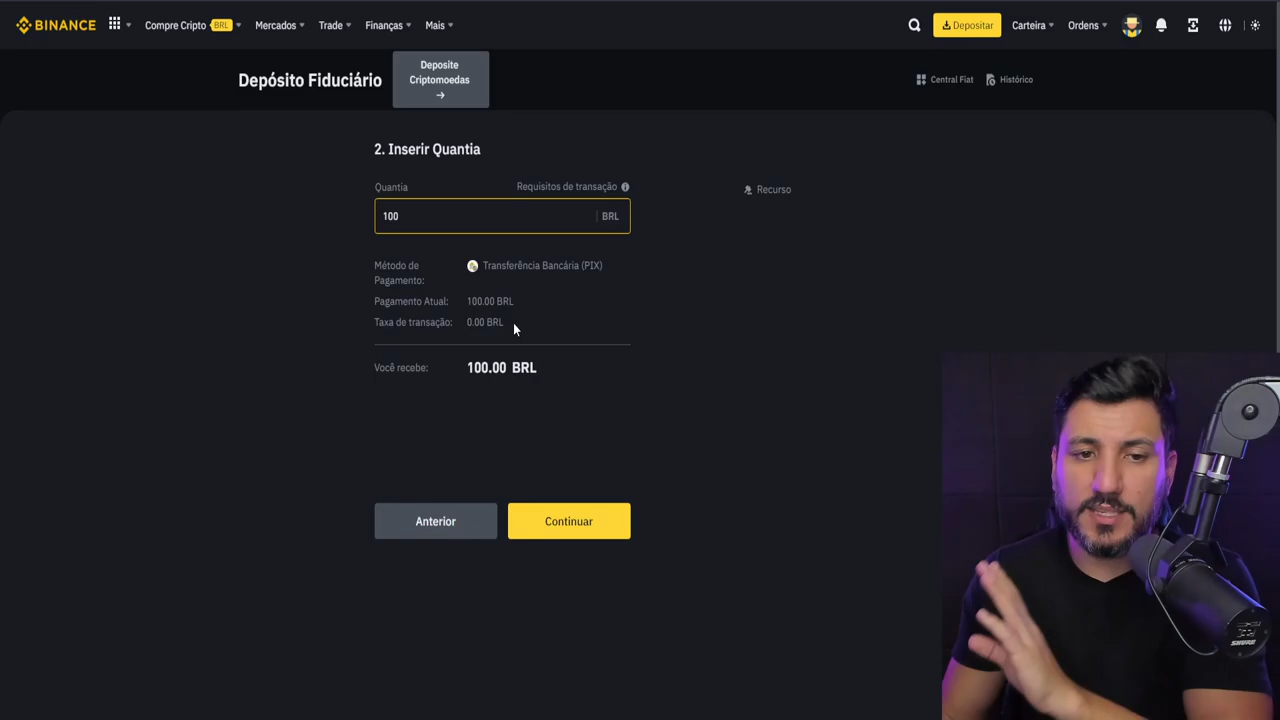 BINANCE
Compre Cripto BRL
Mercados
Trade
Finanças
Mais
Depositar
Carteira
Ordens
Depósito Fiduciário
Deposite
Criptomoedas
→
Central Fiat
Histórico
2. Inserir Quantia
Quantia
Requisitos de transação
100
BRL
Recurso
Método de
Pagamento:
Transferência Bancária (PIX)
Pagamento Atual:
100.00 BRL
Taxa de transação:
0.00 BRL
Você recebe:
100.00 BRL
Anterior
Continuar
SHURE